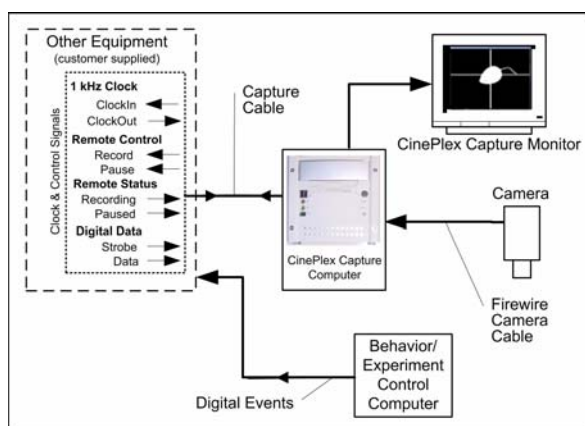 Other Equipment
(customer supplied)
Clock & Control Signals
1 kHz Clock
ClockIn
ClockOut
Remote Control
Record
Pause
Remote Status
Recording
Paused
Digital Data
Strobe
Data
Capture
Cable
CinePlex Capture Monitor
CinePlex Capture
Computer
Camera
Firewire
Camera
Cable
Behavior/
Experiment
Control
Computer
Digital Events